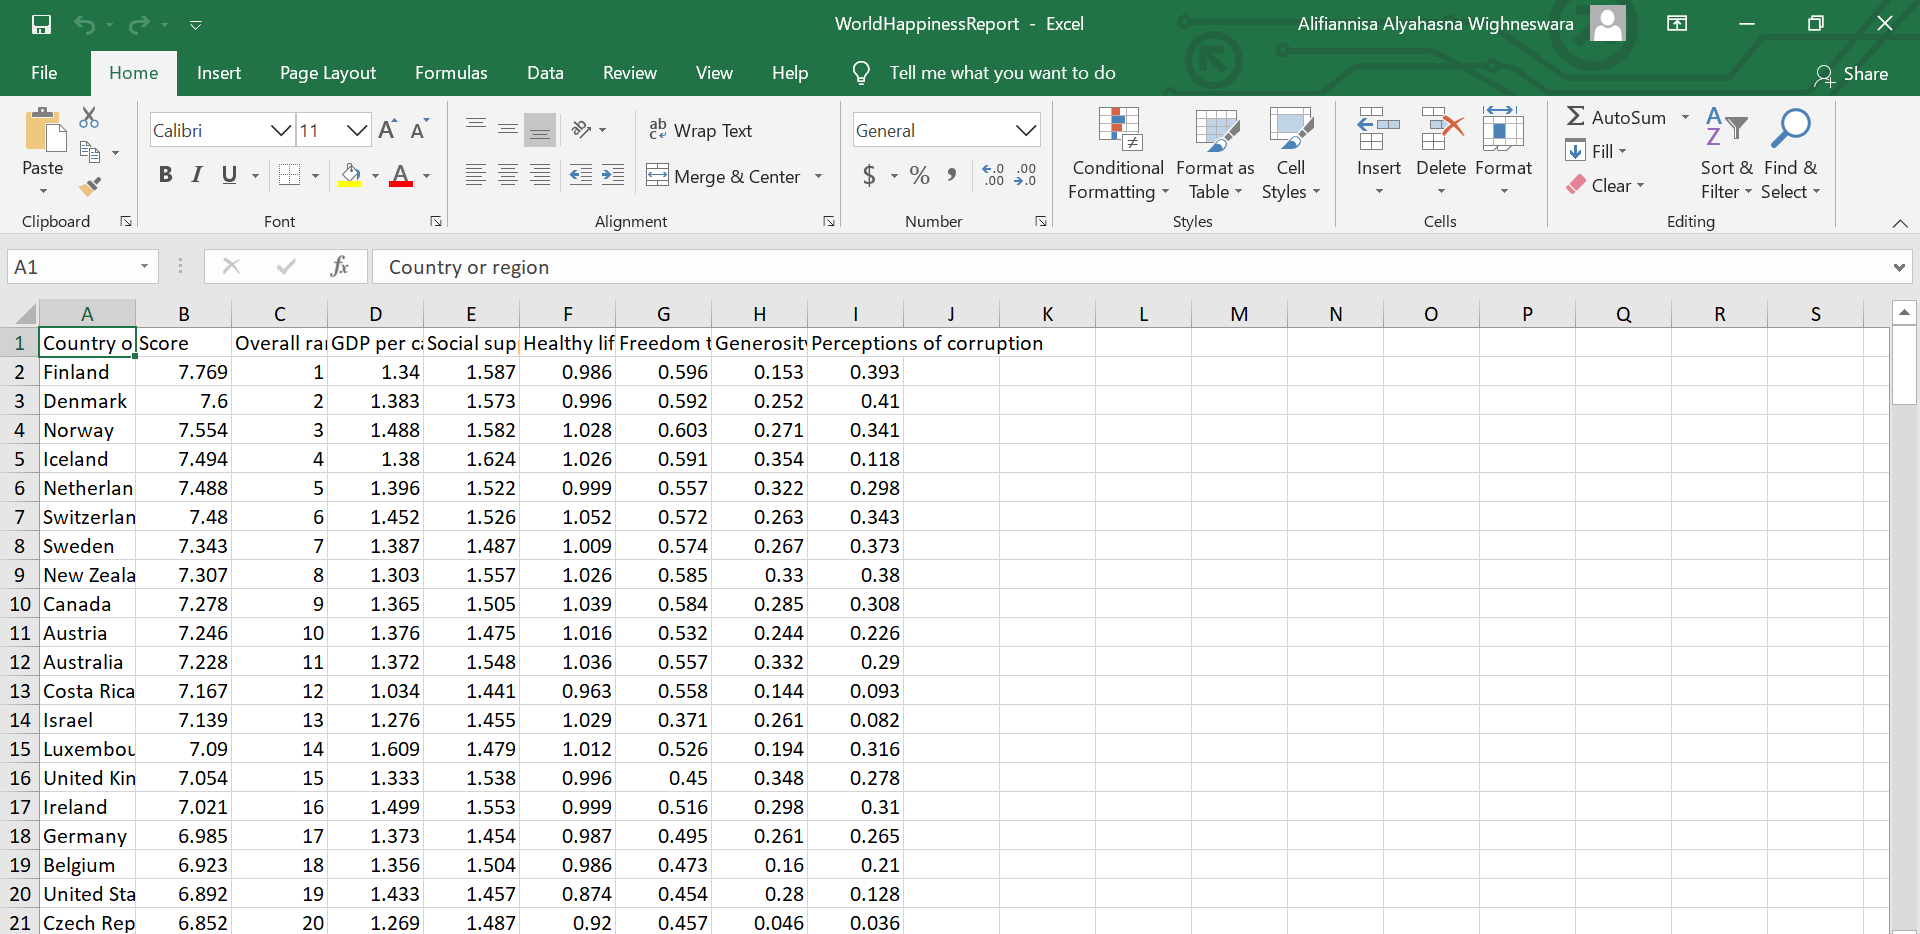 WorldHappinessReport - Excel
Alifiannisa Alyahasna Wighneswara
File Home Insert Page Layout Formulas Data Review View Help Tell me what you want to do Share
Calibri 11 ab Wrap Text General AutoSum
Paste B I U A Merge & Center $ % , Conditional Formatting Format as Table Cell Styles Insert Delete Format Fill Clear Sort & Filter Find & Select
Clipboard Font Alignment Number Styles Cells Editing
A1 fx Country or region
A B C D E F G H I J K L M N O P Q R S
1 Country o Score Overall ra GDP per ca Social sup Healthy lif Freedom t Generosity Perceptions of corruption
2 Finland 7.769 1 1.34 1.587 0.986 0.596 0.153 0.393
3 Denmark 7.6 2 1.383 1.573 0.996 0.592 0.252 0.41
4 Norway 7.554 3 1.488 1.582 1.028 0.603 0.271 0.341
5 Iceland 7.494 4 1.38 1.624 1.026 0.591 0.354 0.118
6 Netherlan 7.488 5 1.396 1.522 0.999 0.557 0.322 0.298
7 Switzerlan 7.48 6 1.452 1.526 1.052 0.572 0.263 0.343
8 Sweden 7.343 7 1.387 1.487 1.009 0.574 0.267 0.373
9 New Zeala 7.307 8 1.303 1.557 1.026 0.585 0.33 0.38
10 Canada 7.278 9 1.365 1.505 1.039 0.584 0.285 0.308
11 Austria 7.246 10 1.376 1.475 1.016 0.532 0.244 0.226
12 Australia 7.228 11 1.372 1.548 1.036 0.557 0.332 0.29
13 Costa Rica 7.167 12 1.034 1.441 0.963 0.558 0.144 0.093
14 Israel 7.139 13 1.276 1.455 1.029 0.371 0.261 0.082
15 Luxembou 7.09 14 1.609 1.479 1.012 0.526 0.194 0.316
16 United Kin 7.054 15 1.333 1.538 0.996 0.45 0.348 0.278
17 Ireland 7.021 16 1.499 1.553 0.999 0.516 0.298 0.31
18 Germany 6.985 17 1.373 1.454 0.987 0.495 0.261 0.265
19 Belgium 6.923 18 1.356 1.504 0.986 0.473 0.16 0.21
20 United Sta 6.892 19 1.433 1.457 0.874 0.454 0.28 0.128
21 Czech Rep 6.852 20 1.269 1.487 0.92 0.457 0.046 0.036